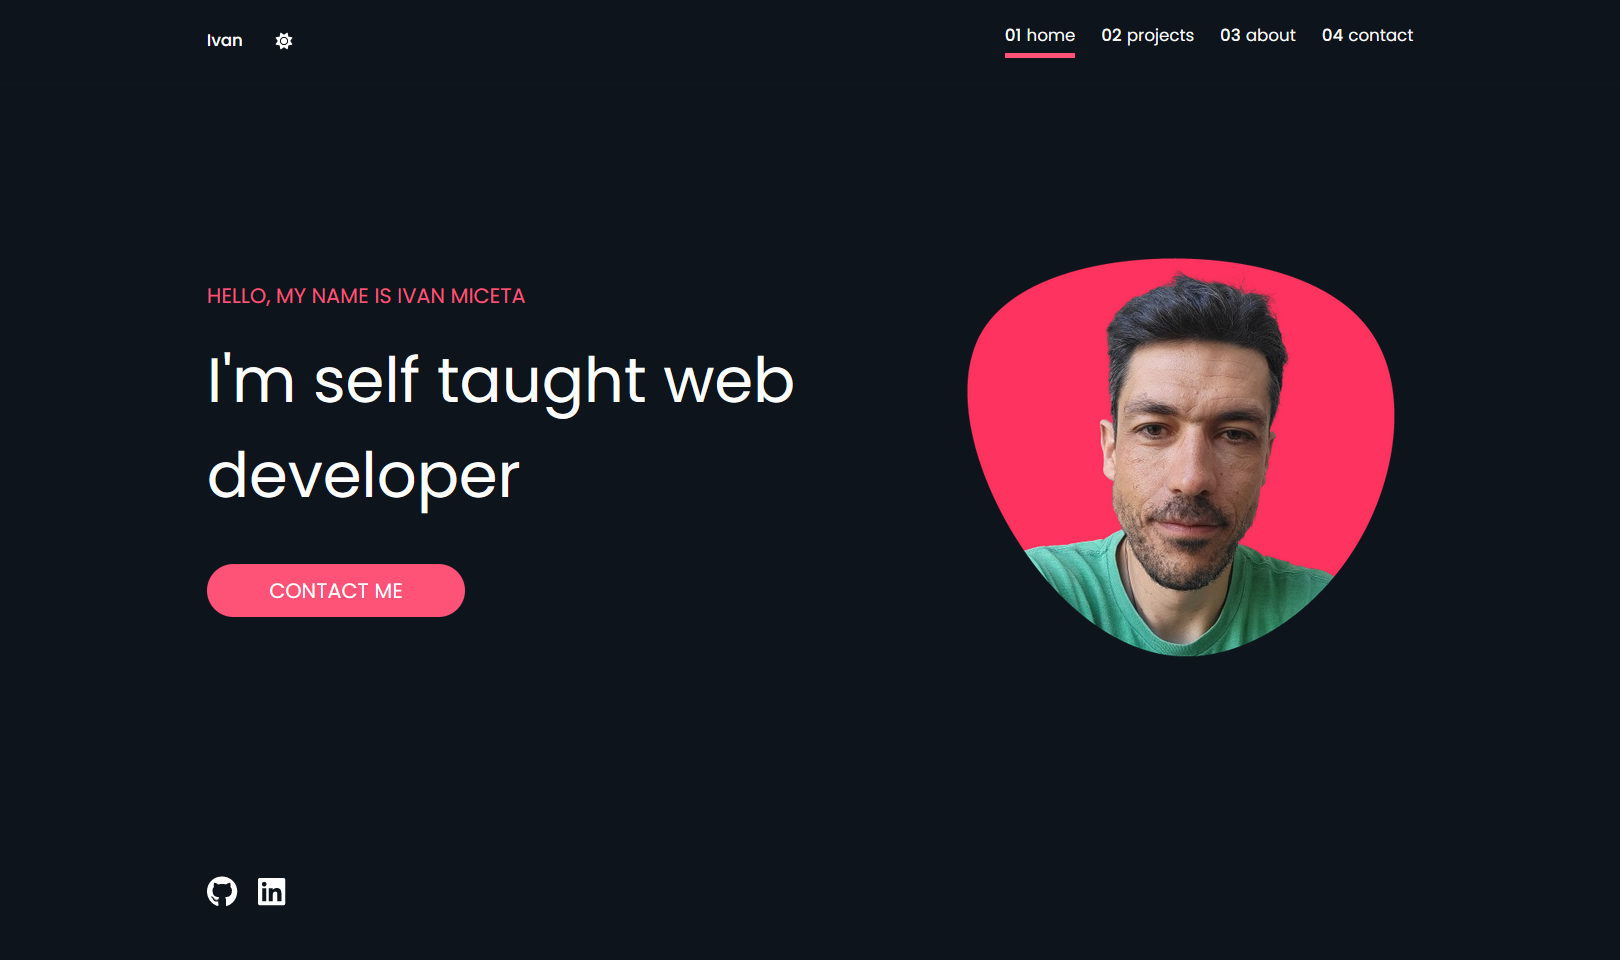 Ivan
01 home 02 projects 03 about 04 contact
HELLO, MY NAME IS IVAN MICETA
I'm self taught web
developer
CONTACT ME
in